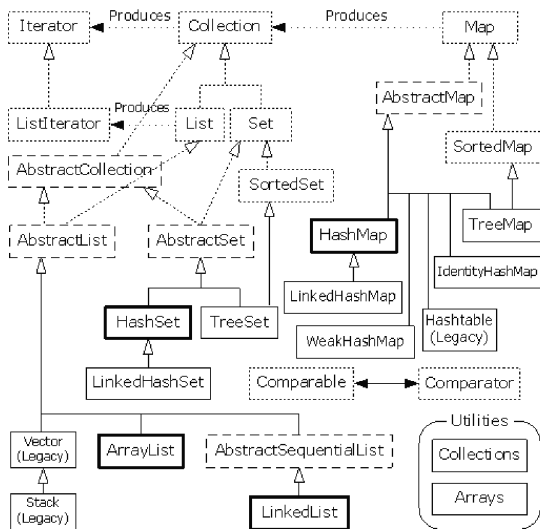 Iterator
Produces
Collection
Produces
Map
AbstractMap
ListIterator
Produces
List
Set
SortedMap
AbstractCollection
SortedSet
AbstractList
AbstractSet
HashMap
TreeMap
IdentityHashMap
LinkedHashMap
HashSet
TreeSet
Hashtable
(Legacy)
WeakHashMap
LinkedHashSet
Comparable
Comparator
Utilities
Collections
Arrays
Vector
(Legacy)
ArrayList
AbstractSequentialList
Stack
(Legacy)
LinkedList